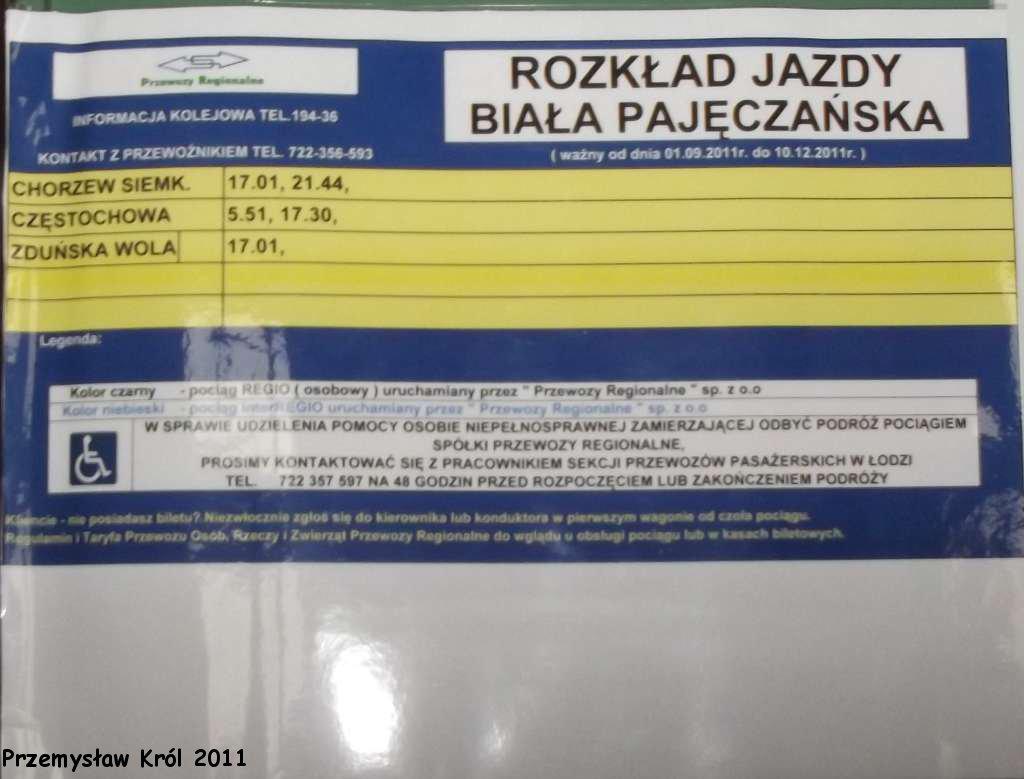 Przewozy Regionalne
INFORMACJA KOLEJOWA TEL.194-36
KONTAKT Z PRZEWOŹNIKIEM TEL. 722-356-593
ROZKŁAD JAZDY
BIAŁA PAJĘCZAŃSKA
( ważny od dnia 01.09.2011r. do 10.12.2011r. )
CHORZEW SIEMK. 17.01, 21.44,
CZĘSTOCHOWA 5.51, 17.30,
ZDUŃSKA WOLA 17.01,
Legenda:
Kolor czarny - pociąg REGIO ( osobowy ) uruchamiany przez " Przewozy Regionalne " sp. z o.o
Kolor niebieski - pociąg interREGIO uruchamiany przez " Przewozy Regionalne " sp. z o.o
W SPRAWIE UDZIELENIA POMOCY OSOBIE NIEPEŁNOSPRAWNEJ ZAMIERZAJĄCEJ ODBYĆ PODRÓŻ POCIĄGIEM
SPÓŁKI PRZEWOZY REGIONALNE,
PROSIMY KONTAKTOWAĆ SIĘ Z PRACOWNIKIEM SEKCJI PRZEWOZÓW PASAŻERSKICH W ŁODZI
TEL. 722 357 597 NA 48 GODZIN PRZED ROZPOCZĘCIEM LUB ZAKOŃCZENIEM PODRÓŻY
Kliencie - nie posiadasz biletu? Niezwłocznie zgłoś się do kierownika lub konduktora w pierwszym wagonie od czoła pociągu.
Regulamin i Taryfa Przewozu Osób, Rzeczy i Zwierząt Przewozy Regionalne do wglądu u obsługi pociągu lub w kasach biletowych.
Przemysław Król 2011